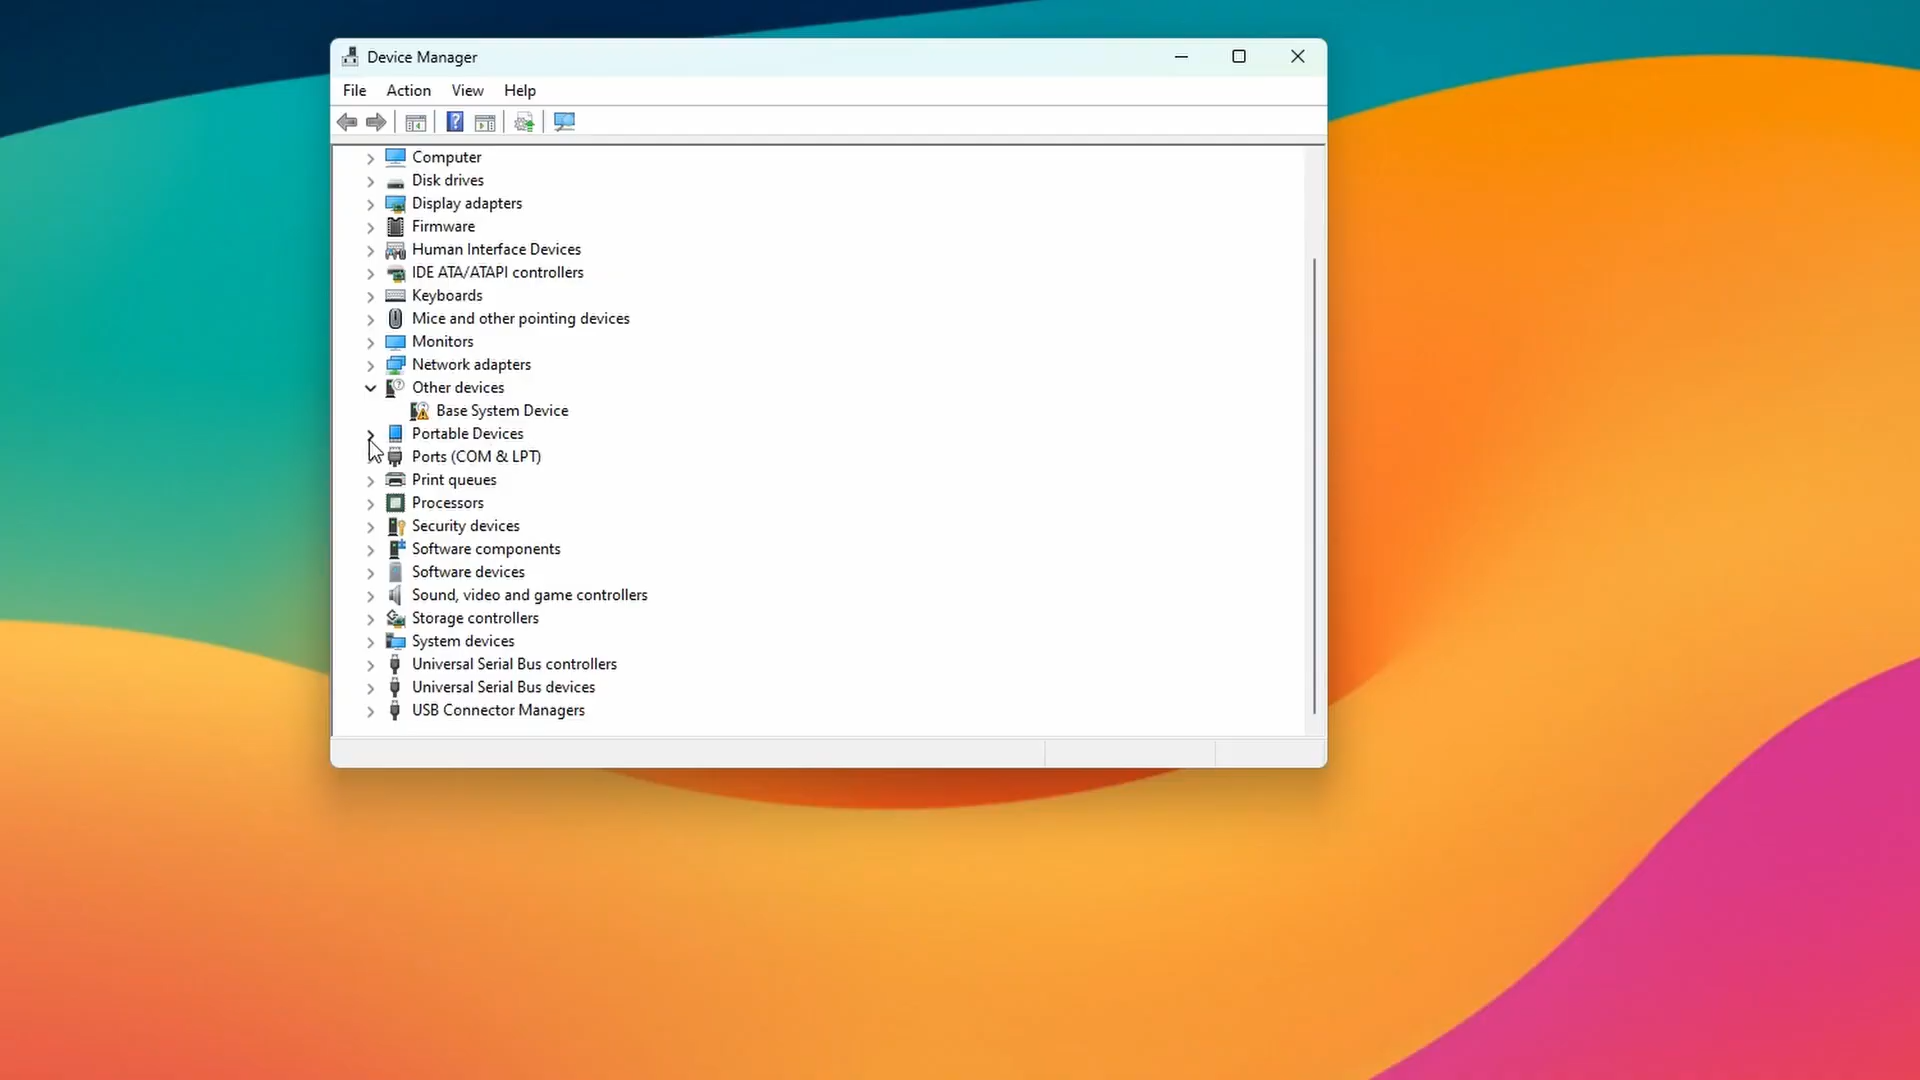 Device Manager
File Action View Help
Computer
Disk drives
Display adapters
Firmware
Human Interface Devices
IDE ATA/ATAPI controllers
Keyboards
Mice and other pointing devices
Monitors
Network adapters
Other devices
Base System Device
Portable Devices
Ports (COM & LPT)
Print queues
Processors
Security devices
Software components
Software devices
Sound, video and game controllers
Storage controllers
System devices
Universal Serial Bus controllers
Universal Serial Bus devices
USB Connector Managers